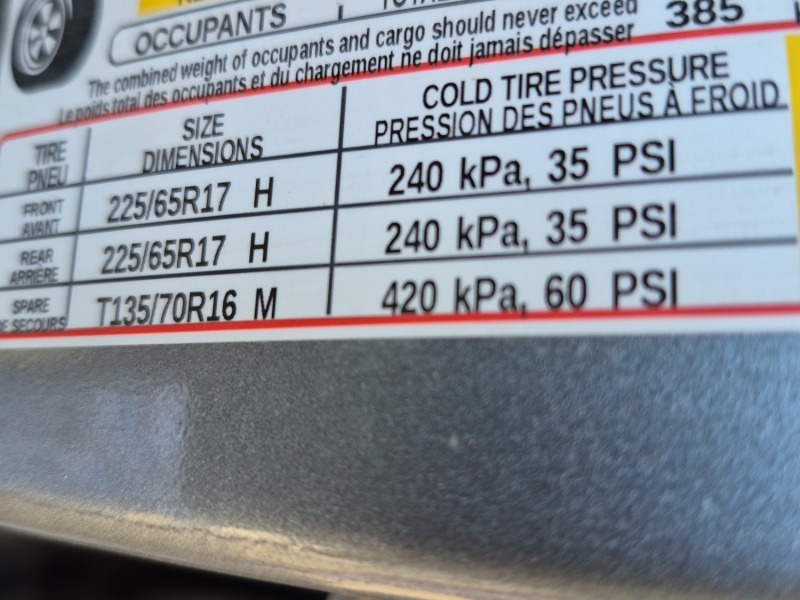 OCCUPANTS
The combined weight of occupants and cargo should never exceed 385
Le poids total des occupants et du chargement ne doit jamais dépasser
TIRE SIZE COLD TIRE PRESSURE
PNEU DIMENSIONS PRESSION DES PNEUS À FROID
FRONT 225/65R17 H 240 kPa, 35 PSI
AVANT
REAR 225/65R17 H 240 kPa, 35 PSI
ARRIÈRE
SPARE T135/70R16 M 420 kPa, 60 PSI
SECOURS